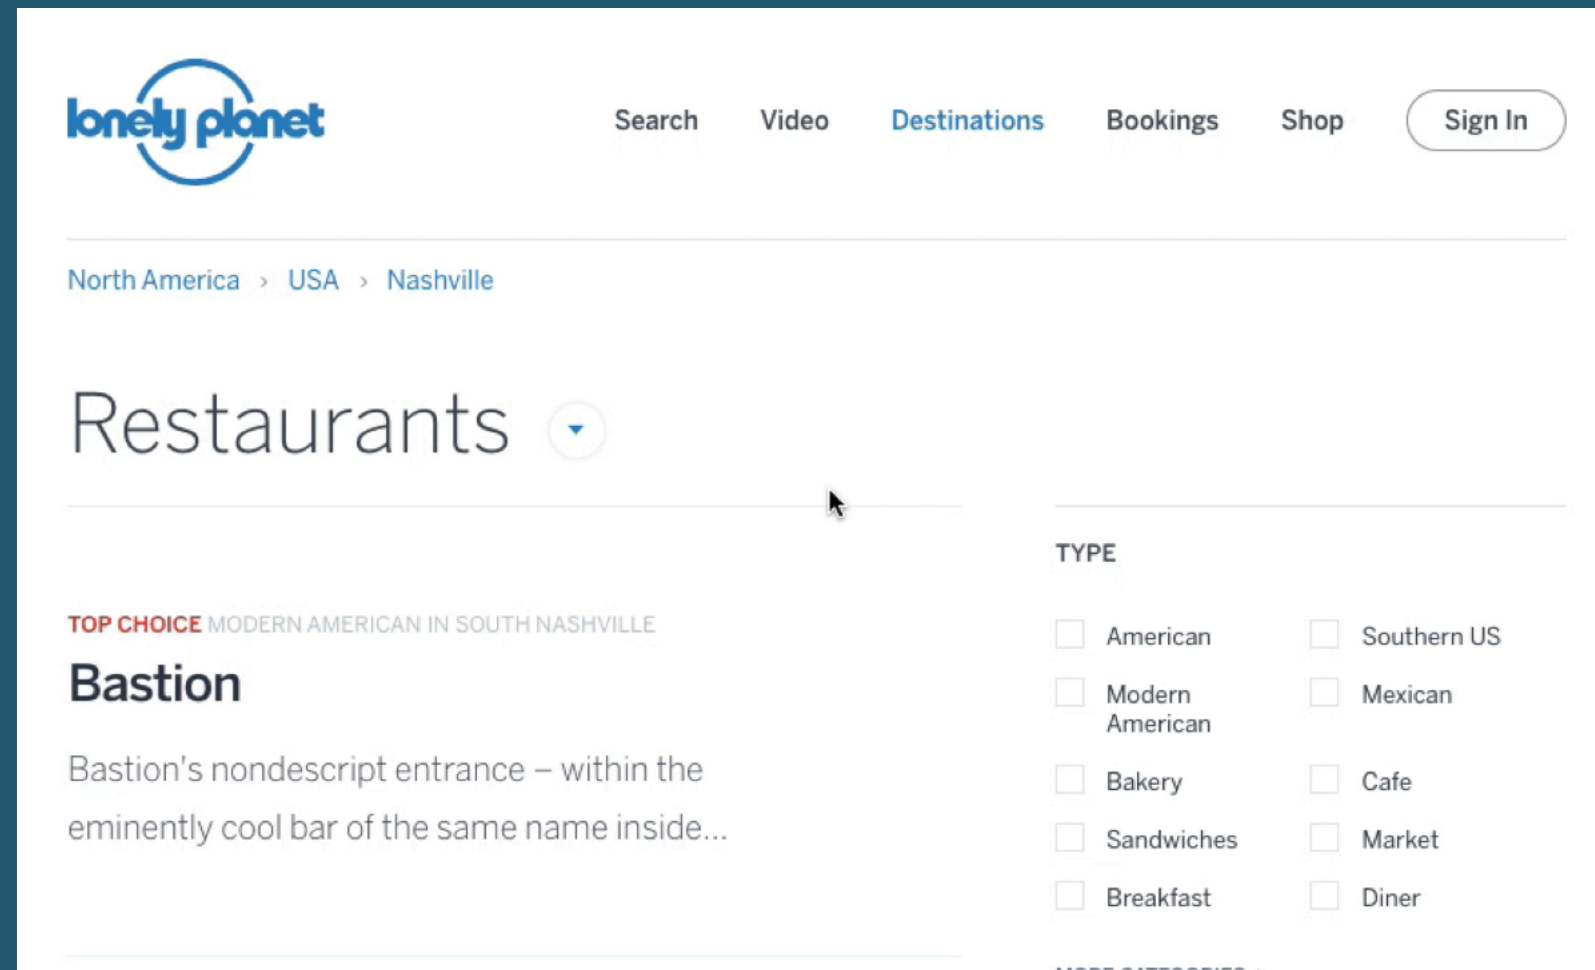 lonely planet
Search Video Destinations Bookings Shop Sign In
North America › USA › Nashville
Restaurants
TOP CHOICE MODERN AMERICAN IN SOUTH NASHVILLE
Bastion
Bastion's nondescript entrance – within the
eminently cool bar of the same name inside...
TYPE
American Southern US
Modern American Mexican
Bakery Cafe
Sandwiches Market
Breakfast Diner
MORE CATEGORIES